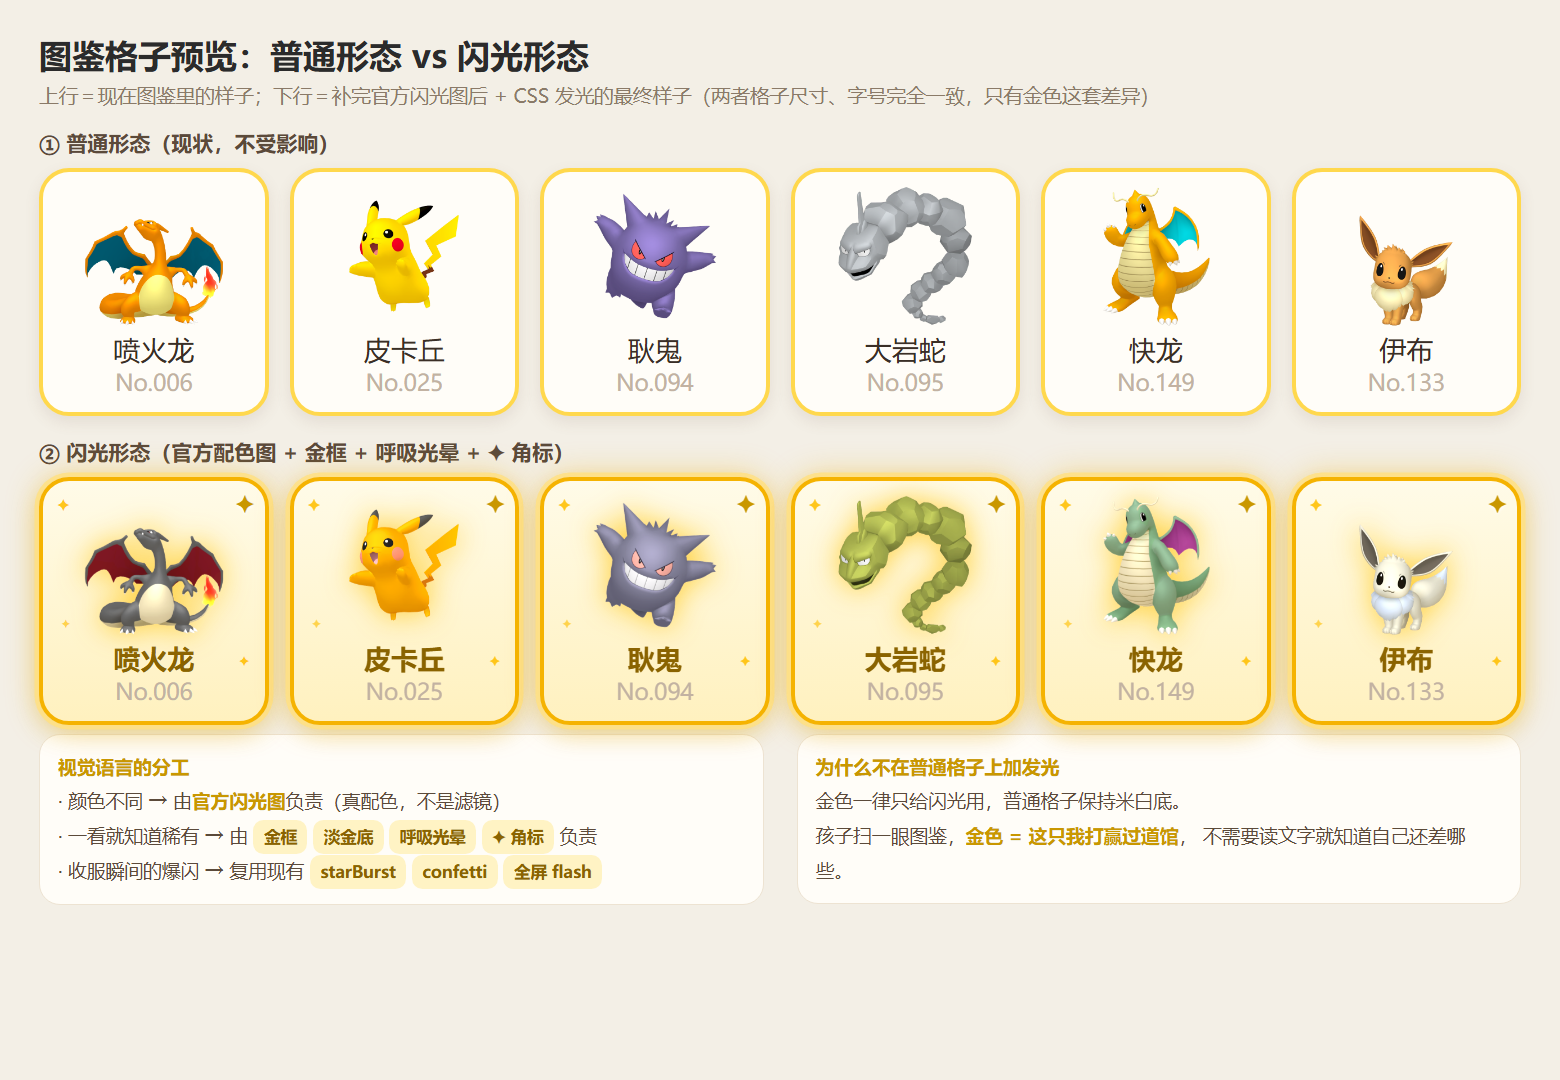 图鉴格子预览：普通形态 vs 闪光形态
上行＝现在图鉴里的样子；下行＝补完官方闪光图后 + CSS 发光的最终样子（两者格子尺寸、字号完全一致，只有金色这套差异）
① 普通形态（现状，不受影响）
喷火龙
No.006
皮卡丘
No.025
耿鬼
No.094
大岩蛇
No.095
快龙
No.149
伊布
No.133
② 闪光形态（官方配色图 + 金框 + 呼吸光晕 + ✦ 角标）
喷火龙
No.006
皮卡丘
No.025
耿鬼
No.094
大岩蛇
No.095
快龙
No.149
伊布
No.133
视觉语言的分工
· 颜色不同 → 由官方闪光图负责（真配色，不是滤镜）
· 一看就知道稀有 → 由 金框 淡金底 呼吸光晕 ✦ 角标 负责
· 收服瞬间的爆闪 → 复用现有 starBurst confetti 全屏 flash
为什么不在普通格子上加发光
金色一律只给闪光用，普通格子保持米白底。
孩子扫一眼图鉴，金色 = 这只我打赢过道馆， 不需要读文字就知道自己还差哪
些。